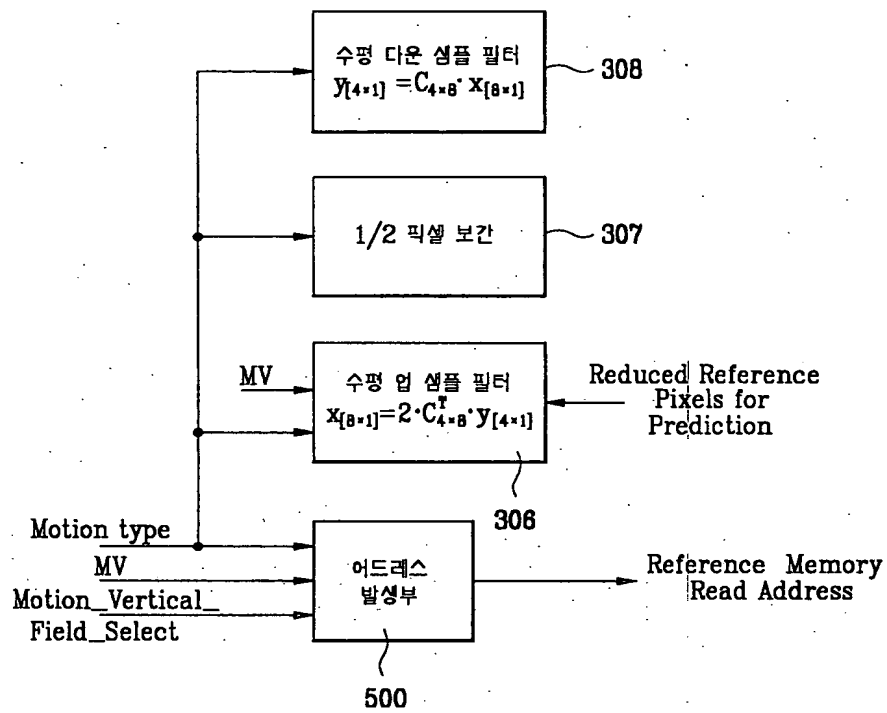 수평 다운 샘플 필터
y[4×1] = C4×8 · x[8×1]
308
1/2 픽셀 보간
307
MV
수평 업 샘플 필터
x[8×1] = 2 · C^T4×8 · y[4×1]
306
Reduced Reference
Pixels for
Prediction
Motion type
MV
Motion_Vertical_
Field_Select
어드레스
발생부
500
Reference Memory
Read Address